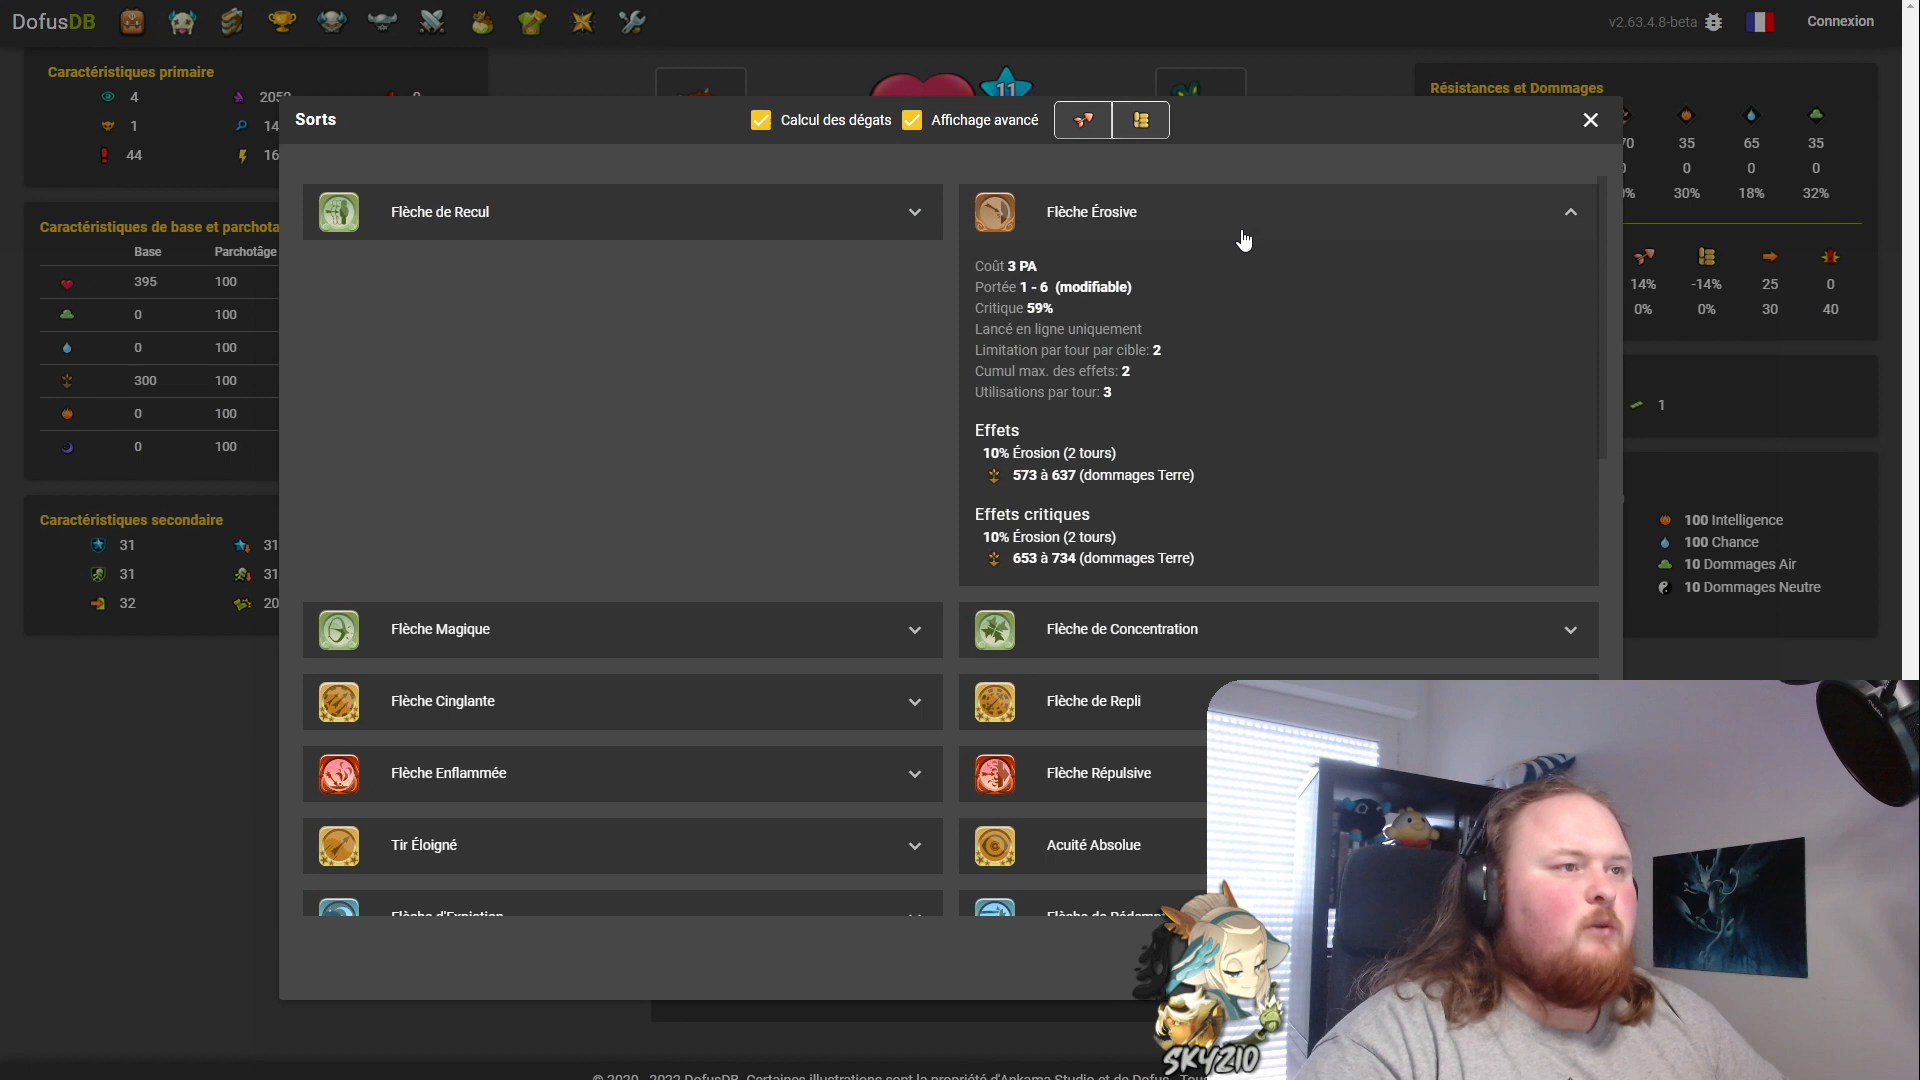 DofusDB
v2.63.4.8-beta
Connexion
Caractéristiques primaire
4
1
14
44
16
Caractéristiques de base et parchota
Base Parchotâge
395 100
0 100
0 100
300 100
0 100
0 100
Caractéristiques secondaire
31 31
31 31
32 20
11
Sorts
Calcul des dégats
Affichage avancé
Flèche de Recul
Flèche Érosive
Coût 3 PA
Portée 1 - 6 (modifiable)
Critique 59%
Lancé en ligne uniquement
Limitation par tour par cible: 2
Cumul max. des effets: 2
Utilisations par tour: 3
Effets
10% Érosion (2 tours)
573 à 637 (dommages Terre)
Effets critiques
10% Érosion (2 tours)
653 à 734 (dommages Terre)
Flèche Magique
Flèche de Concentration
Flèche Cinglante
Flèche de Repli
Flèche Enflammée
Flèche Répulsive
Tir Éloigné
Acuité Absolue
Résistances et Dommages
35 65 35
0 0 0
30% 18% 32%
14% -14% 25 0
0% 0% 30 40
1
100 Intelligence
100 Chance
10 Dommages Air
10 Dommages Neutre
SKYZIO